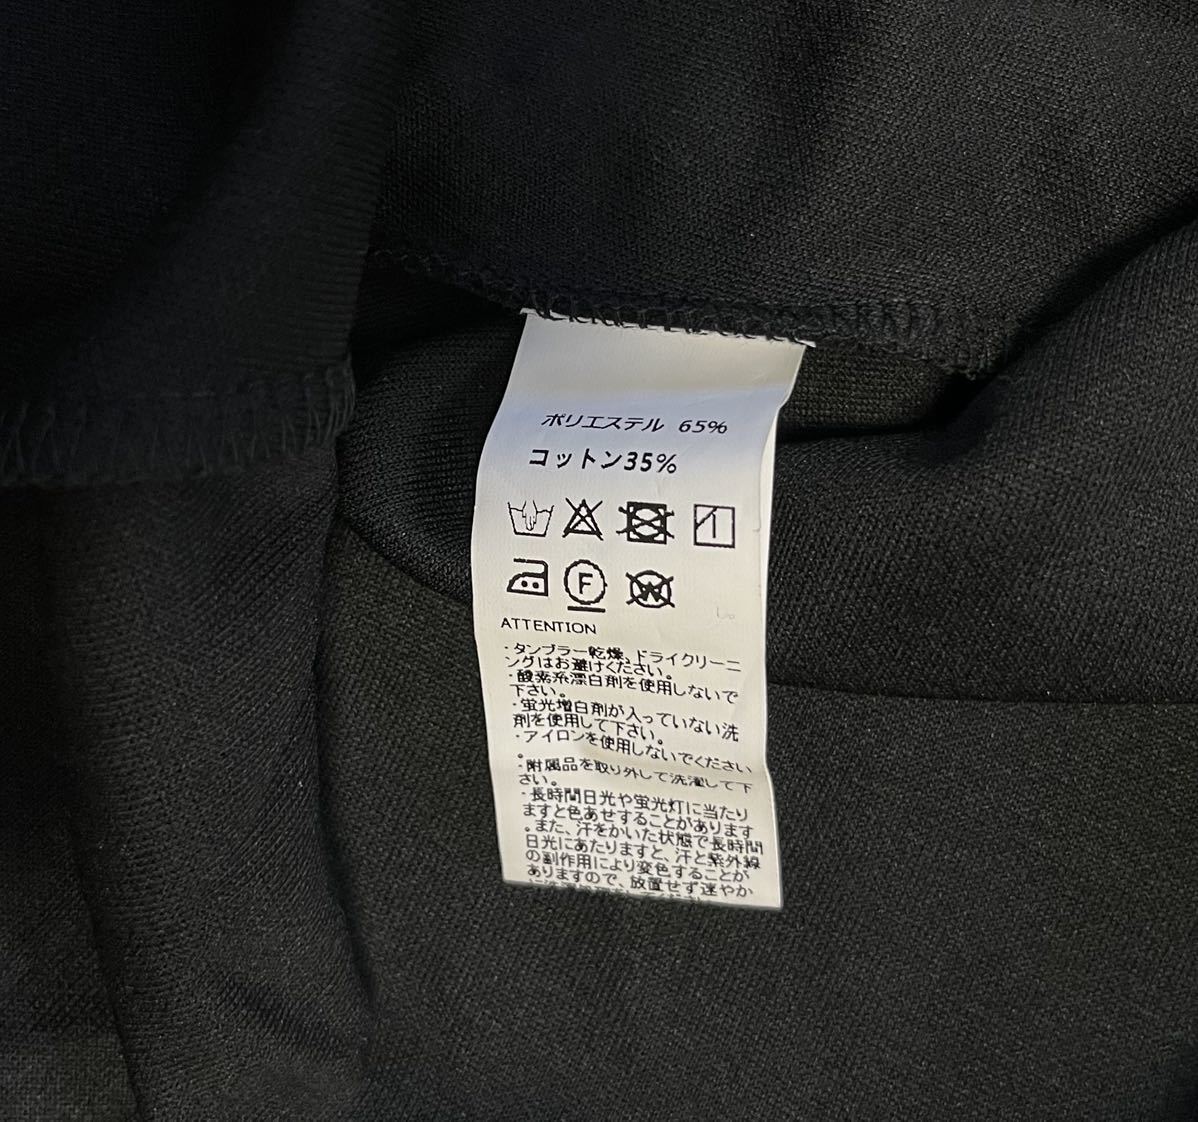 ポリエステル 65%
コットン35%
F
W
ATTENTION
・タンブラー乾燥、ドライクリーニ
ングはお避けください。
・酸素系漂白剤を使用しないで
下さい。
・蛍光増白剤が入っていない洗
剤を使用して下さい。
・アイロンを使用しないでください
。
・附属品を取り外して洗濯して下
さい。
・長時間日光や蛍光灯に当たり
ますと色あせすることがあります
。また、汗をかいた状態で長時間
日光にあたりますと、汗と紫外線
の副作用により変色することが
ありますので、放置せず速やか